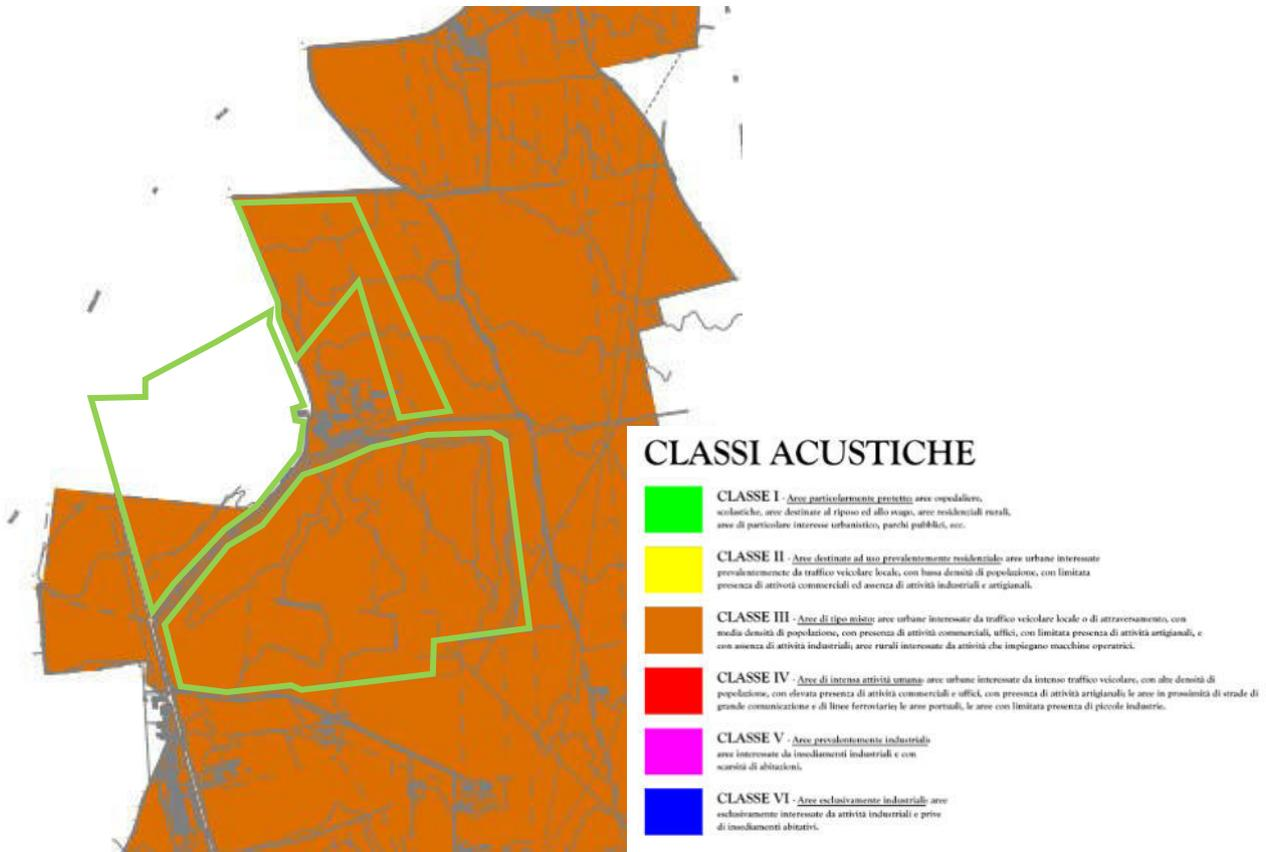 CLASSI ACUSTICHE
CLASSE I - Aree particolarmente protette: aree ospedaliere,
scolastiche, aree destinate al riposo ed allo svago, aree residenziali rurali,
aree di particolare interesse urbanistico, parchi pubblici, ecc.
CLASSE II - Aree destinate ad uso prevalentemente residenziale: aree urbane interessate
prevalentemenete da traffico veicolare locale, con bassa densità di popolazione, con limitata
presenza di attivotà commerciali ed assenza di attività industriali e artigianali.
CLASSE III - Aree di tipo misto: aree urbane interessate da traffico veicolare locale o di attraversamento, con
media densità di popolazione, con presenza di attività commerciali, uffici, con limitata presenza di attività artigianali, e
con assenza di attività industriali; aree rurali interessate da attività che impiegano macchine operatrici.
CLASSE IV - Aree di intensa attività umana: aree urbane interessate da intenso traffico veicolare, con alte densità di
popolazione, con elevata presenza di attività commerciali e uffici, con presenza di attività artigianali; le aree in prossimità di strade di
grande comunicazione e di linee ferroviarie; le aree portuali, le aree con limitata presenza di piccole industrie.
CLASSE V - Aree prevalentemente industriali:
aree interessate da insediamenti industriali e con
scarsità di abitazioni.
CLASSE VI - Aree esclusivamente industriali: aree
esclusivamente interessate da attività industriali e prive
di insediamenti abitativi.